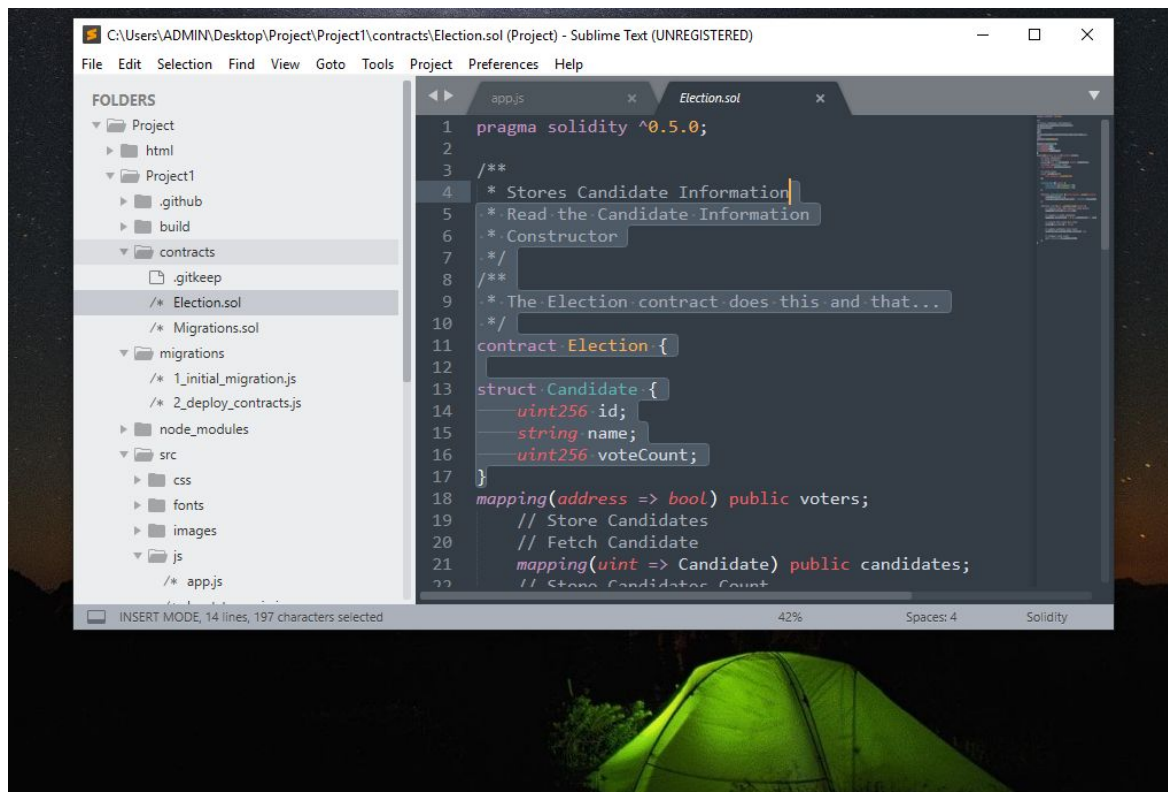 C:\Users\ADMIN\Desktop\Project\Project1\contracts\Election.sol (Project) - Sublime Text (UNREGISTERED)
File Edit Selection Find View Goto Tools Project Preferences Help
FOLDERS
Project
html
Project1
.github
build
contracts
.gitkeep
/* Election.sol
/* Migrations.sol
migrations
/* 1_initial_migration.js
/* 2_deploy_contracts.js
node_modules
src
css
fonts
images
js
/* app.js
app.js
Election.sol
1 pragma solidity ^0.5.0;
2
3 /**
4 * Stores Candidate Information
5 * Read the Candidate Information
6 * Constructor
7 */
8 /**
9 * The Election contract does this and that...
10 */
11 contract Election {
12
13 struct Candidate {
14 uint256 id;
15 string name;
16 uint256 voteCount;
17 }
18 mapping(address => bool) public voters;
19 // Store Candidates
20 // Fetch Candidate
21 mapping(uint => Candidate) public candidates;
22 // Store Candidates Count
INSERT MODE, 14 lines, 197 characters selected 42% Spaces: 4 Solidity